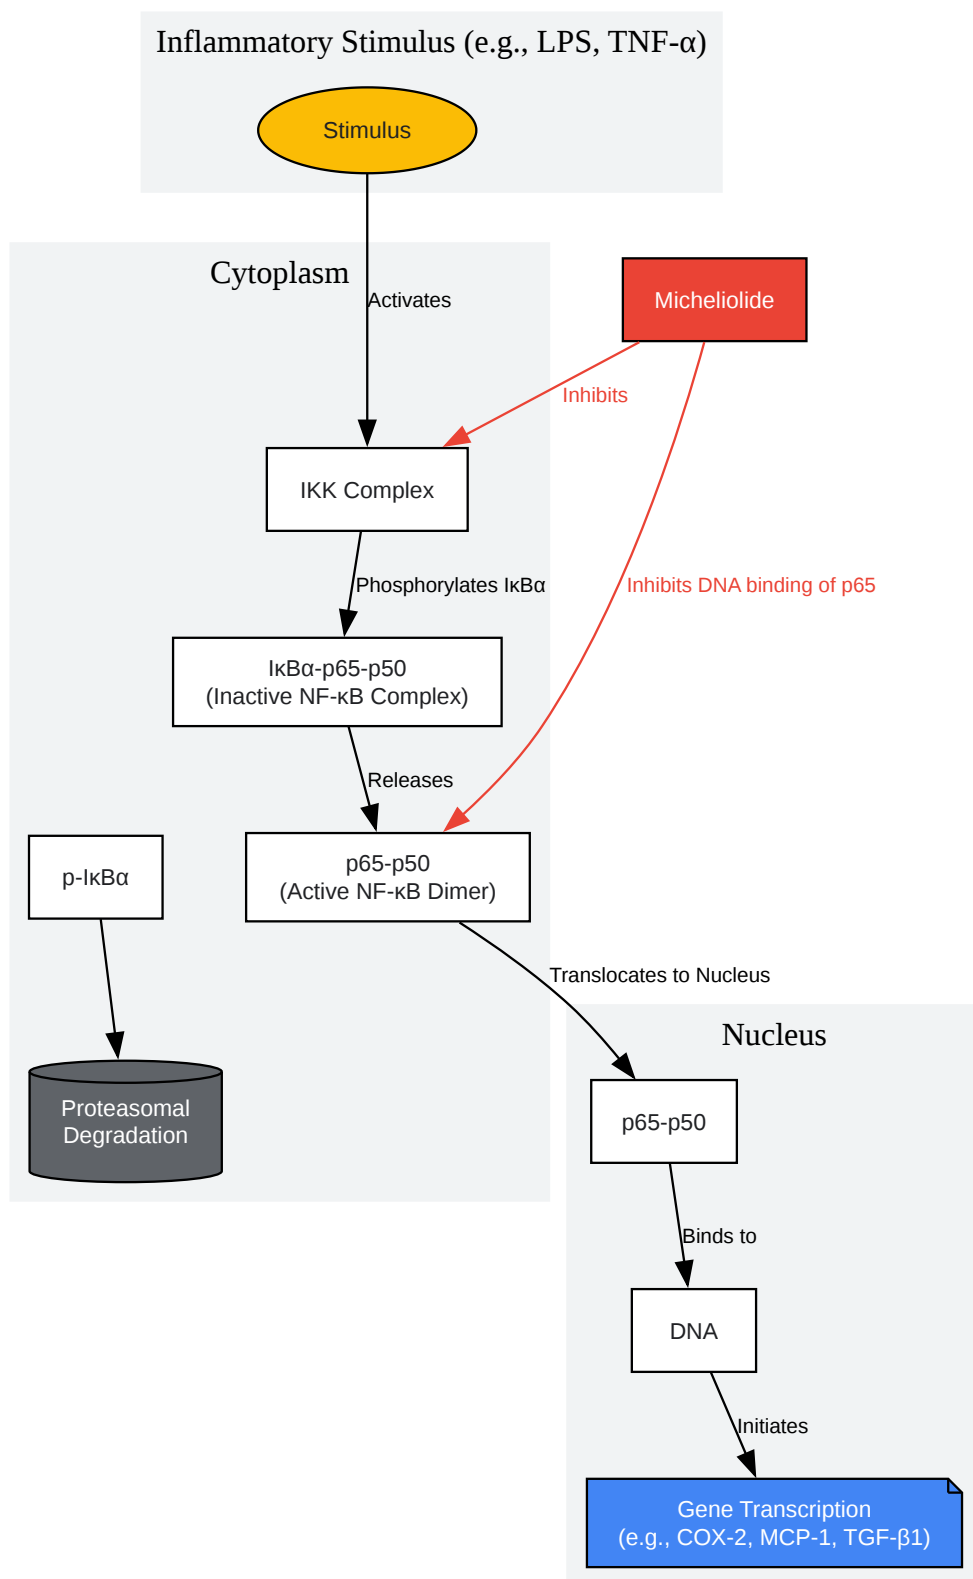 Inflammatory Stimulus (e.g., LPS, TNF-α)
Stimulus
Cytoplasm
Activates
Micheliolide
Inhibits
IKK Complex
Phosphorylates IκBα
Inhibits DNA binding of p65
IκBα-p65-p50
(Inactive NF-κB Complex)
Releases
p-IκBα
p65-p50
(Active NF-κB Dimer)
Translocates to Nucleus
Nucleus
Proteasomal
Degradation
p65-p50
Binds to
DNA
Initiates
Gene Transcription
(e.g., COX-2, MCP-1, TGF-β1)